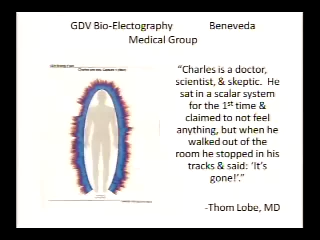 GDV Bio-Electography Beneveda
Medical Group
"Charles is a doctor,
scientist, & skeptic. He
sat in a scalar system
for the 1st time &
claimed to not feel
anything, but when he
walked out of the
room he stopped in his
tracks & said: 'It's
gone!'."
-Thom Lobe, MD